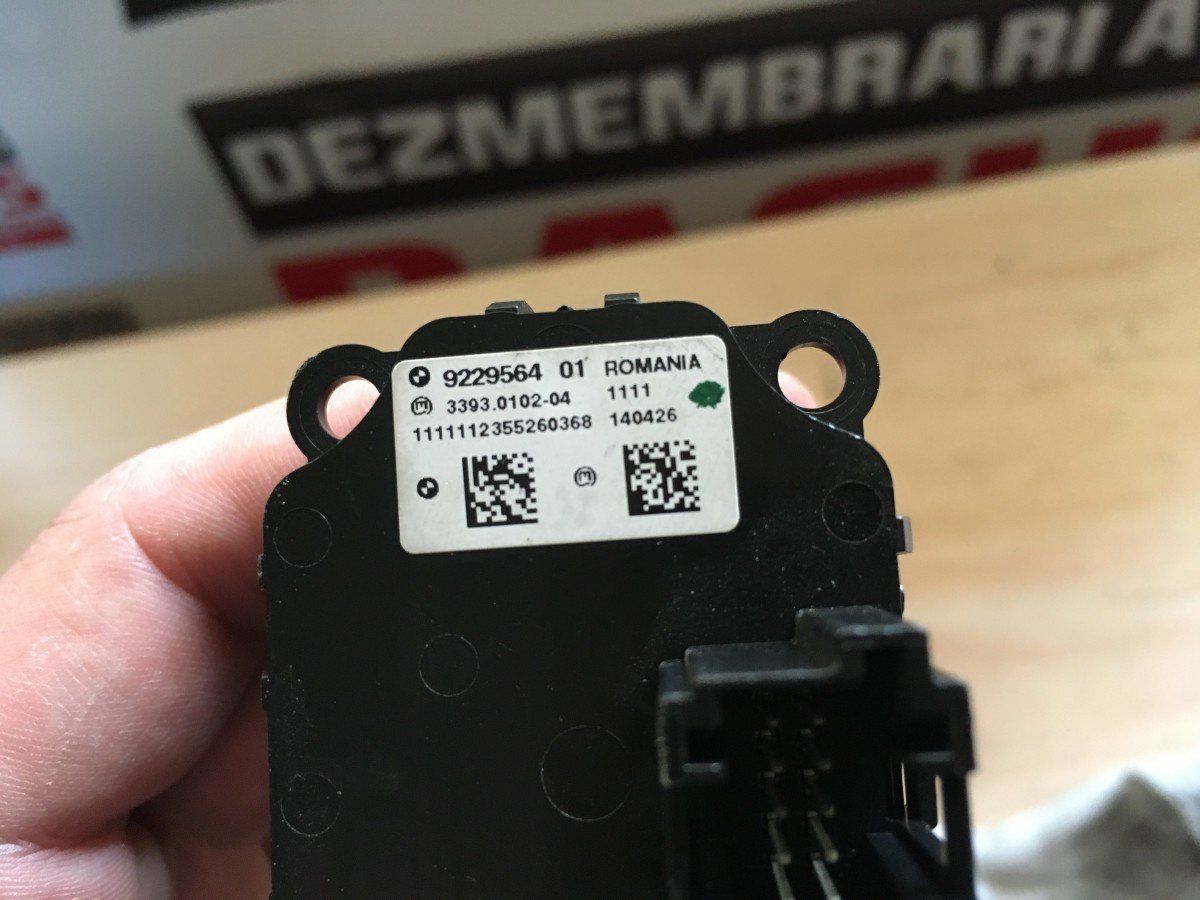 DEZMEMBRARI A
9229564 01 ROMANIA
3393.0102-04 1111
1111112355260368 140426